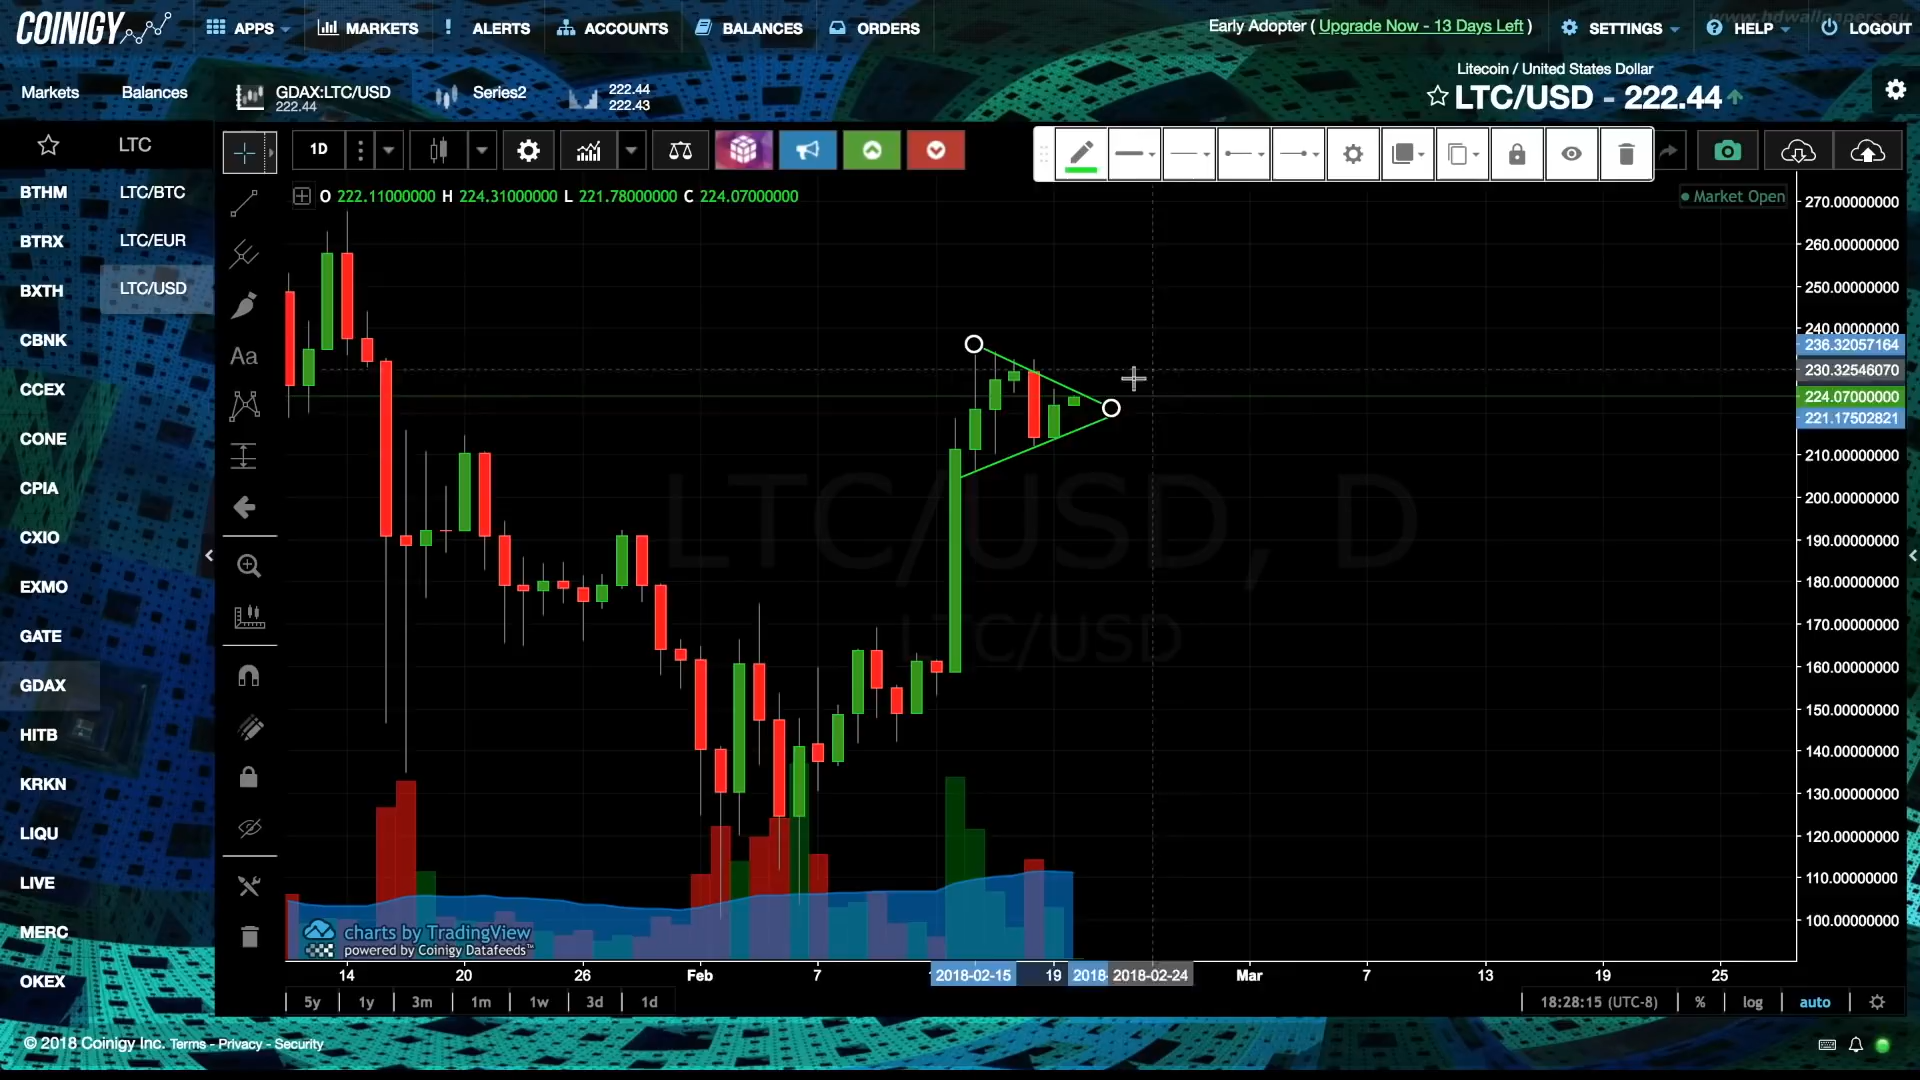 www.hdwallpapers.eu
COINIGY
APPS
MARKETS
! ALERTS
ACCOUNTS
BALANCES
ORDERS
Early Adopter ( Upgrade Now - 13 Days Left )
SETTINGS
? HELP
LOGOUT
Markets
Balances
GDAX:LTC/USD
222.44
Series2
222.44
222.43
Litecoin / United States Dollar
LTC/USD - 222.44
LTC
1D
O 222.11000000 H 224.31000000 L 221.78000000 C 224.07000000
Market Open
BTHM
BTRX
BXTH
CBNK
CCEX
CONE
CPIA
CXIO
EXMO
GATE
GDAX
HITB
KRKN
LIQU
LIVE
MERC
OKEX
LTC/BTC
LTC/EUR
LTC/USD
Aa
LTC/USD, D
LTC/USD
270.00000000
260.00000000
250.00000000
240.00000000
236.32057164
230.32546070
224.07000000
221.17502821
210.00000000
200.00000000
190.00000000
180.00000000
170.00000000
160.00000000
150.00000000
140.00000000
130.00000000
120.00000000
110.00000000
100.00000000
charts by TradingView
powered by Coinigy Datafeeds™
14
20
26
Feb
7
2018-02-15
19
2018-
2018-02-24
Mar
7
13
19
25
5y
1y
3m
1m
1w
3d
1d
18:28:15 (UTC-8)
%
log
auto
© 2018 Coinigy Inc. Terms - Privacy - Security